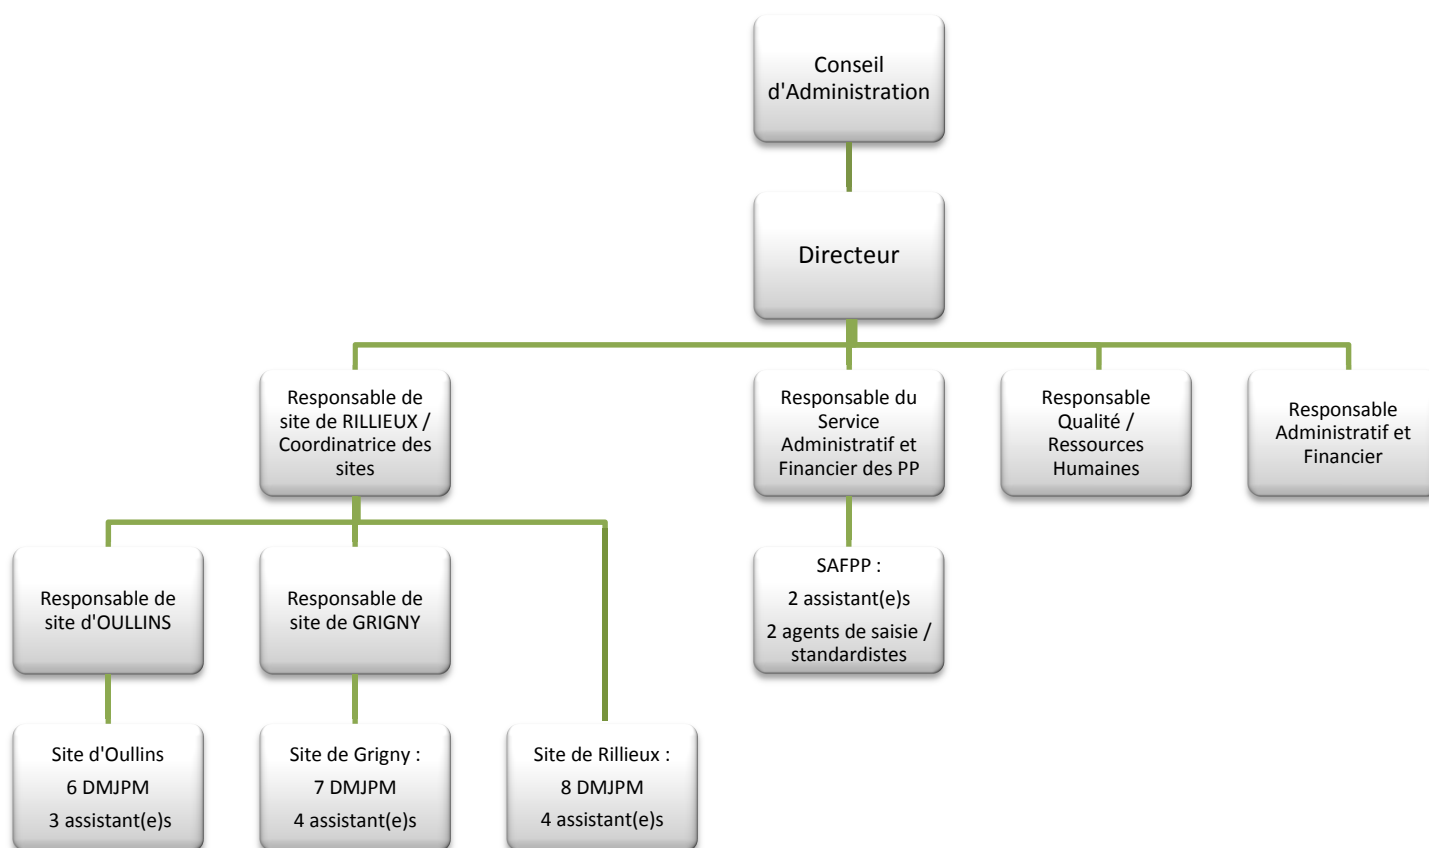 Conseil
d'Administration
Directeur
Responsable de
site de RILLIEUX /
Coordinatrice des
sites
Responsable du
Service
Administratif et
Financier des PP
Responsable
Qualité /
Ressources
Humaines
Responsable
Administratif et
Financier
Responsable de
site d'OULLINS
Responsable de
site de GRIGNY
SAFPP :
2 assistant(e)s
2 agents de saisie /
standardistes
Site d'Oullins
6 DMJPM
3 assistant(e)s
Site de Grigny :
7 DMJPM
4 assistant(e)s
Site de Rillieux :
8 DMJPM
4 assistant(e)s